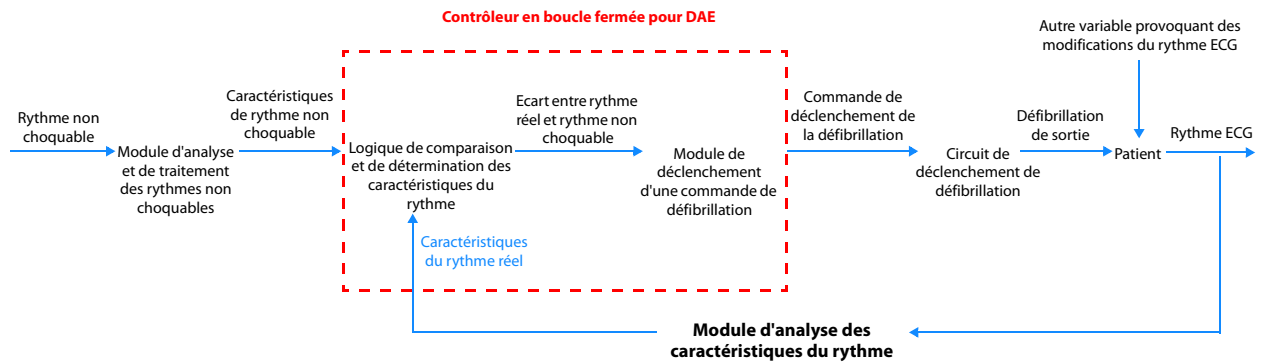 Contrôleur en boucle fermée pour DAE
Autre variable provoquant des
modifications du rythme ECG
Rythme non
choquable
Caractéristiques
de rythme non
choquable
Ecart entre rythme
réel et rythme non
choquable
Commande de
déclenchement de
la défibrillation
Défibrillation
de sortie
Rythme ECG
Module d'analyse
et de traitement
des rythmes non
choquables
Logique de comparaison
et de détermination des
caractéristiques du
rythme
Module de
déclenchement
d'une commande de
défibrillation
Circuit de
déclenchement de
défibrillation
Patient
Caractéristiques
du rythme réel
Module d'analyse des
caractéristiques du rythme